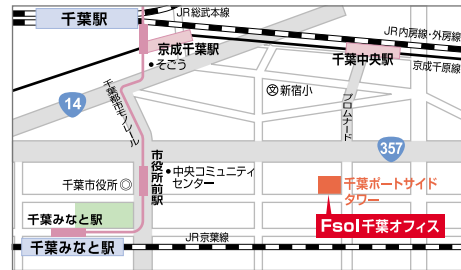 千葉駅
JR総武本線
JR内房線・外房線
京成千葉駅
千葉中央駅
そごう
京成千原線
新宿小
文
14
千葉都市モノレール
プロムナード
357
市役所前駅
中央コミュニティ
センター
千葉市役所
千葉ポートサイド
タワー
千葉みなと駅
Fsol千葉オフィス
千葉みなと駅
JR京葉線